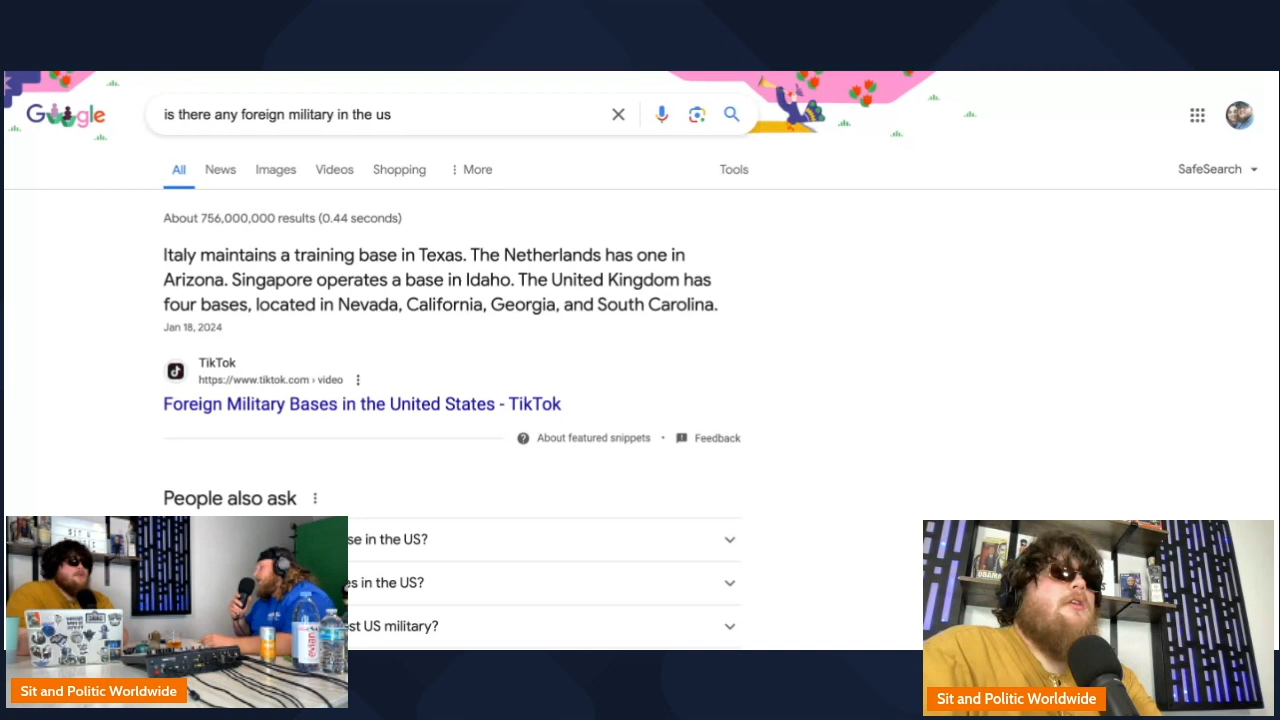 Google
is there any foreign military in the us
All News Images Videos Shopping More Tools SafeSearch
About 756,000,000 results (0.44 seconds)
Italy maintains a training base in Texas. The Netherlands has one in
Arizona. Singapore operates a base in Idaho. The United Kingdom has
four bases, located in Nevada, California, Georgia, and South Carolina.
Jan 18, 2024
TikTok
https://www.tiktok.com › video
Foreign Military Bases in the United States - TikTok
About featured snippets • Feedback
People also ask
se in the US?
es in the US?
st US military?
evian
OBAMA
Sit and Politic Worldwide
Sit and Politic Worldwide